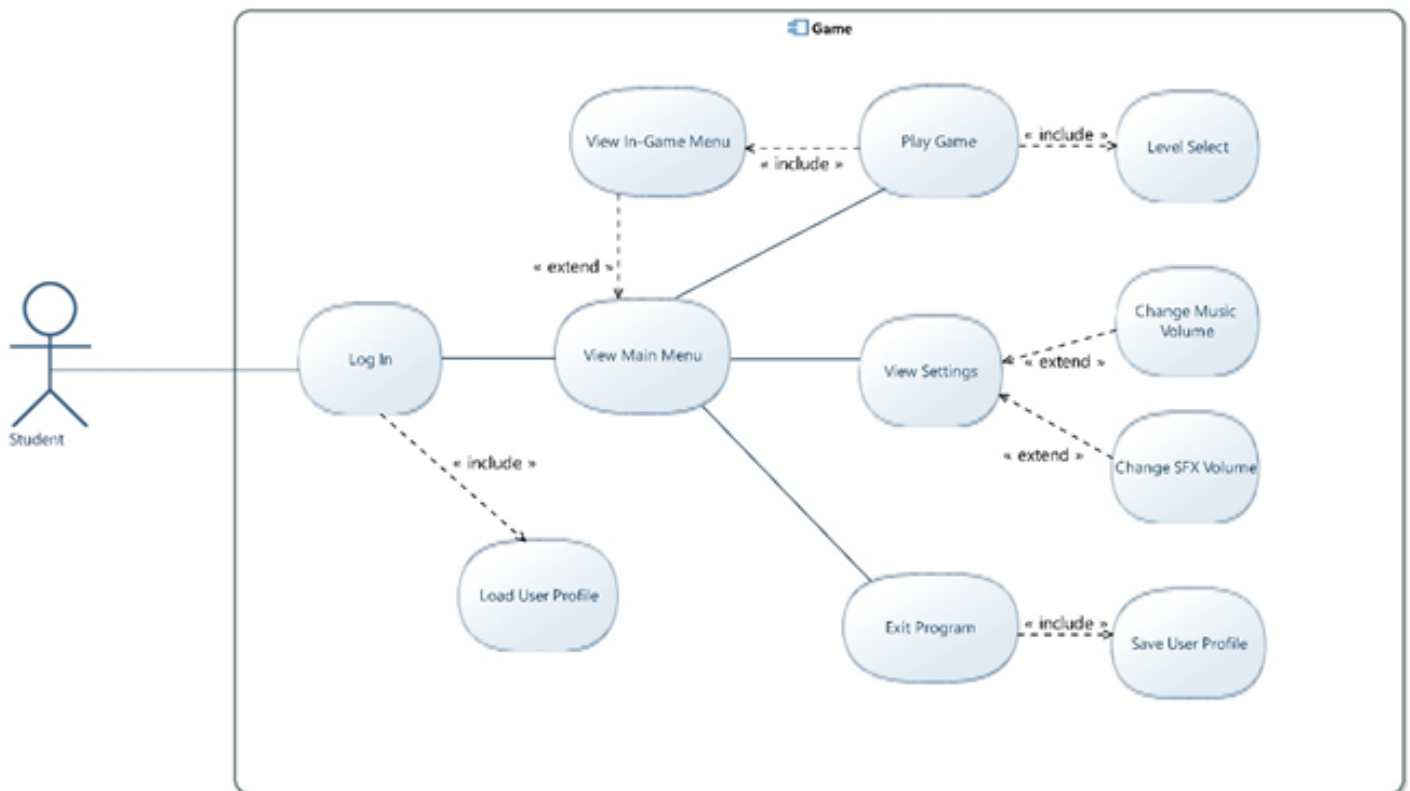 Game
View In-Game Menu
Play Game
« include »
Level Select
« include »
« extend »
Change Music
Volume
Log In
View Main Menu
View Settings
« extend »
Student
« include »
« extend »
Change SFX Volume
Load User Profile
Exit Program
« include »
Save User Profile